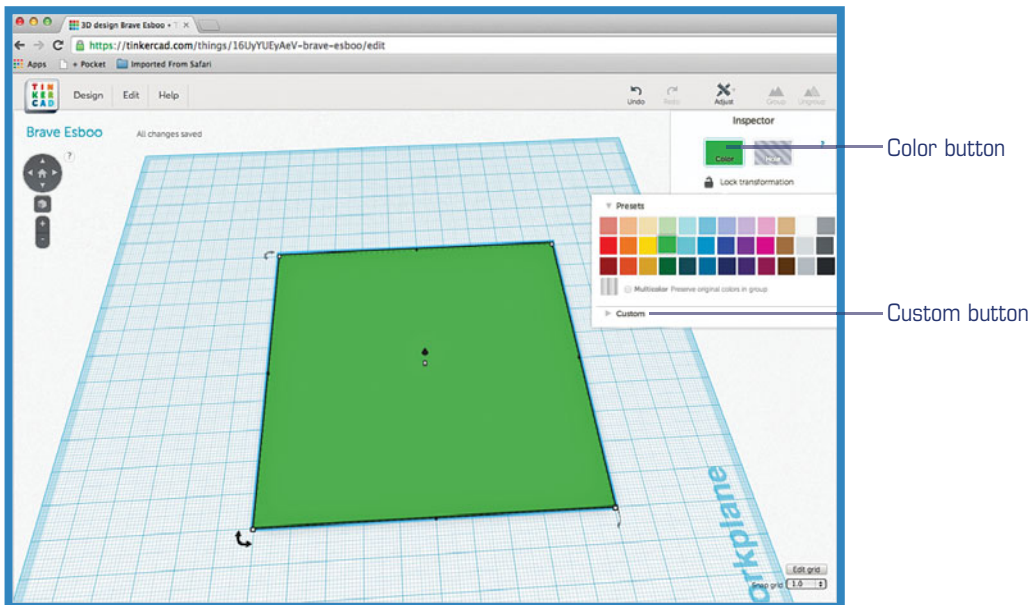 3D design Brave Esboo • T
https://tinkercad.com/things/16UyYUEyAeV-brave-esboo/edit
Apps + Pocket Imported From Safari
TIN
KER
CAD
Design Edit Help
Undo Redo Adjust Group Ungroup
Brave Esboo All changes saved
?
Inspector
Color Hole
Color button
Lock transformation
Presets
Multicolor Preserve original colors in group
Custom
Custom button
+
-
orkplane
Edit grid
Snap grid 1.0